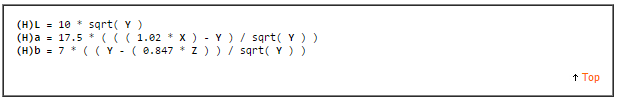 (H)L = 10 * sqrt( Y )
(H)a = 17.5 * ( ( ( 1.02 * X ) - Y ) / sqrt( Y ) )
(H)b = 7 * ( ( Y - ( 0.847 * Z ) ) / sqrt( Y ) )
↑ Top